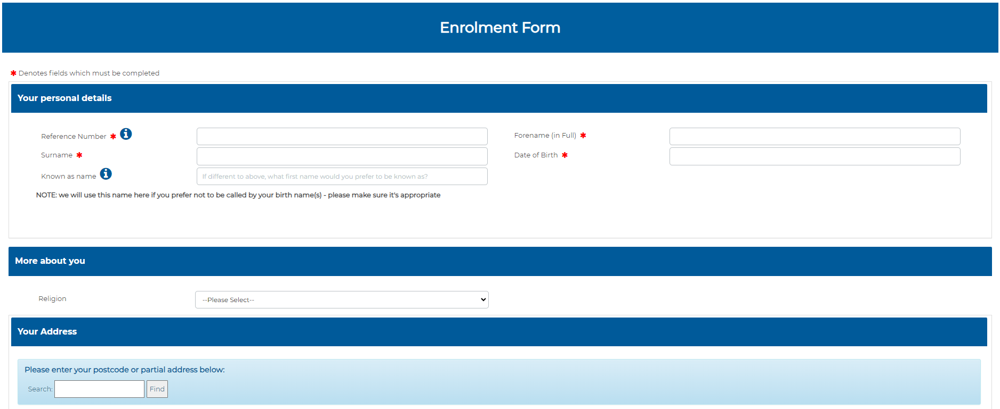 Enrolment Form
✱ Denotes fields which must be completed
Your personal details
Reference Number ✱
Forename (in Full) ✱
Surname ✱
Date of Birth ✱
Known as name
If different to above, what first name would you prefer to be known as?
NOTE: we will use this name here if you prefer not to be called by your birth name(s) - please make sure it's appropriate
More about you
Religion
--Please Select--
Your Address
Please enter your postcode or partial address below:
Search:
Find